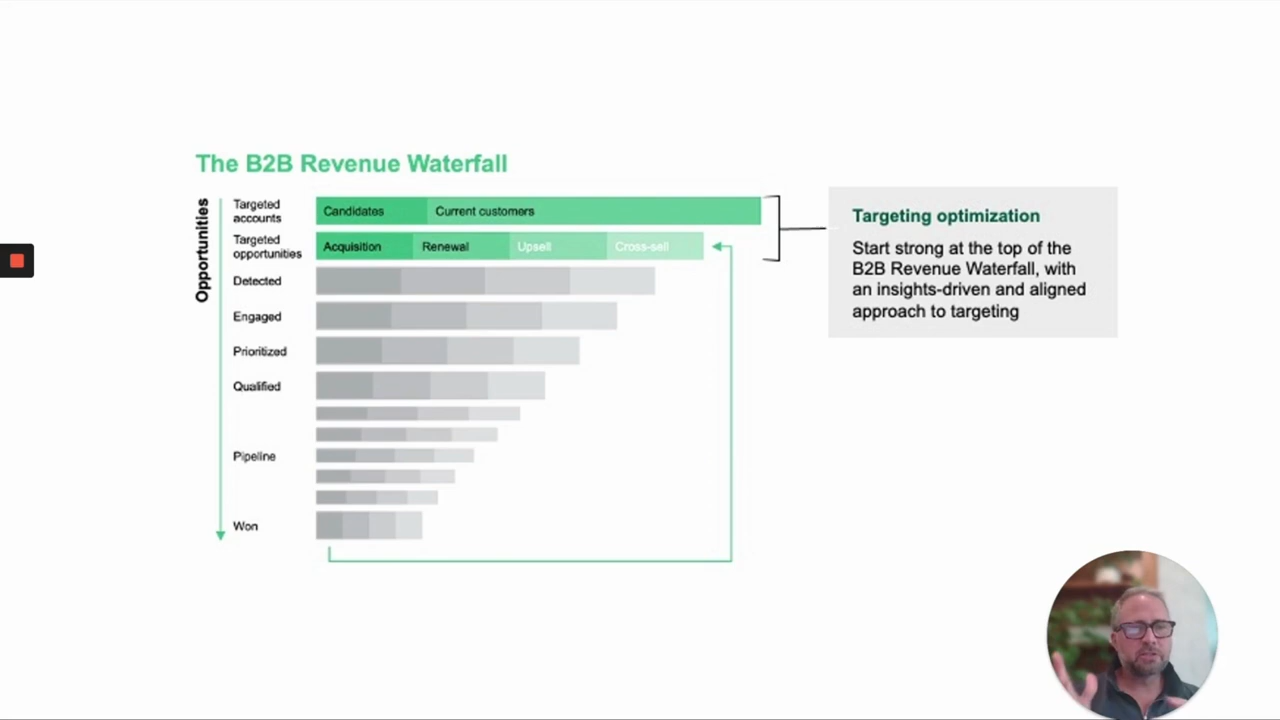 The B2B Revenue Waterfall
Opportunities
Targeted
accounts
Candidates
Current customers
Targeted
opportunities
Acquisition
Renewal
Upsell
Cross-sell
Detected
Engaged
Prioritized
Qualified
Pipeline
Won
Targeting optimization
Start strong at the top of the
B2B Revenue Waterfall, with
an insights-driven and aligned
approach to targeting